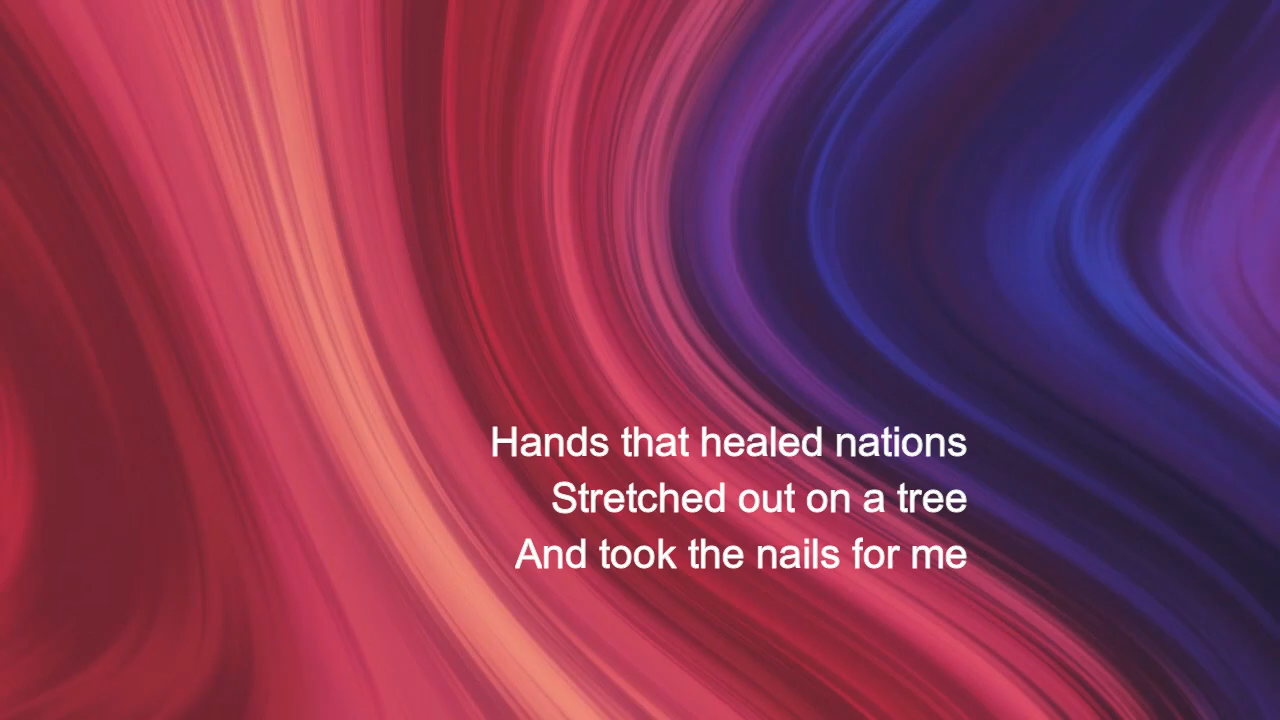 Hands that healed nations
Stretched out on a tree
And took the nails for me